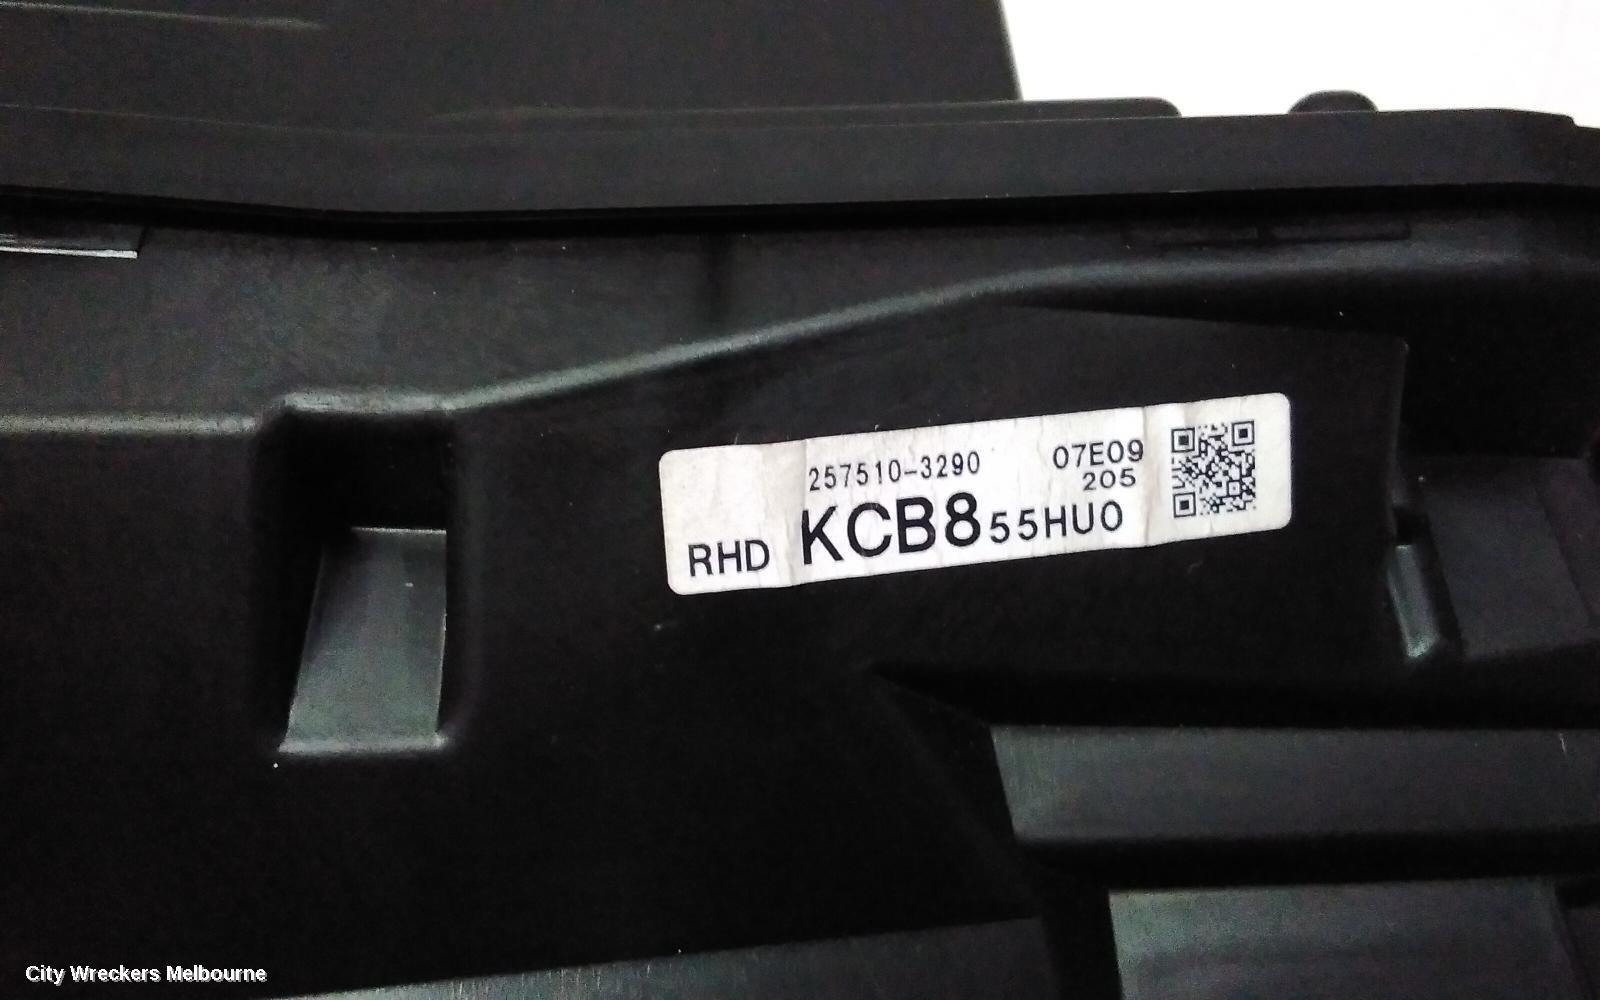 257510-3290 07E09
205
RHD KCB855HU0
City Wreckers Melbourne